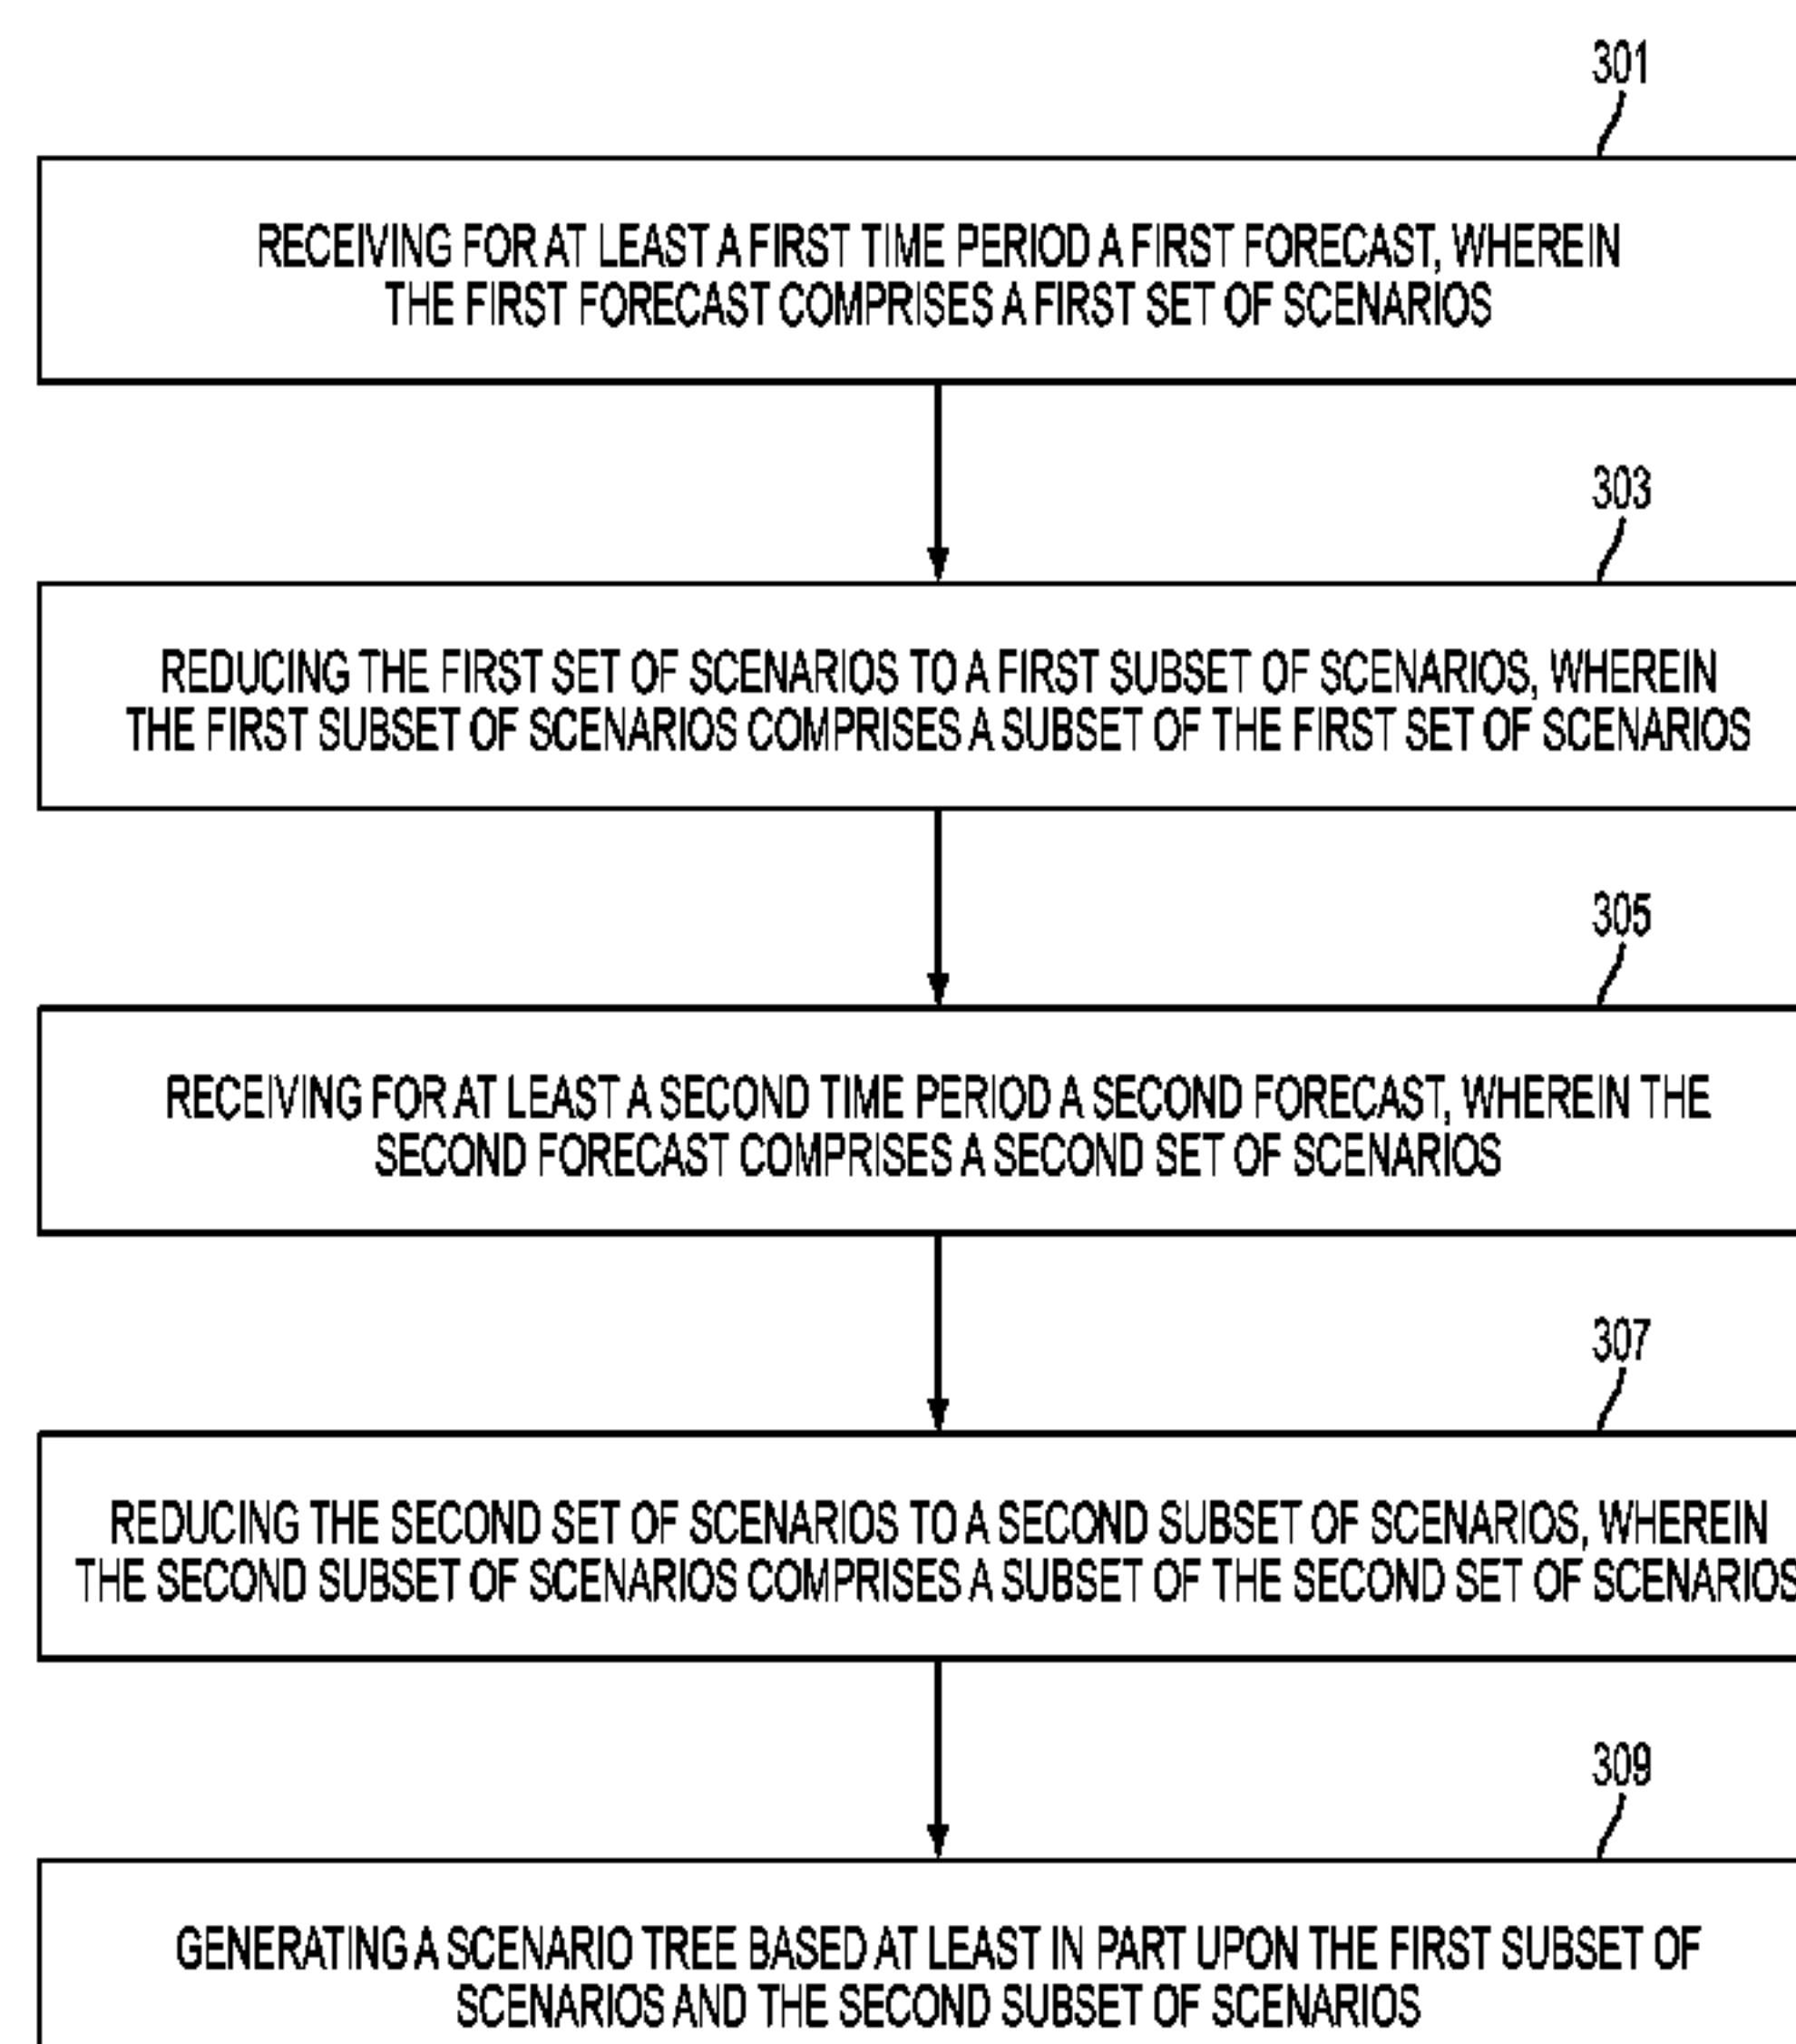 301
RECEIVING FOR AT LEAST A FIRST TIME PERIOD A FIRST FORECAST, WHEREIN
THE FIRST FORECAST COMPRISES A FIRST SET OF SCENARIOS
303
REDUCING THE FIRST SET OF SCENARIOS TO A FIRST SUBSET OF SCENARIOS, WHEREIN
THE FIRST SUBSET OF SCENARIOS COMPRISES A SUBSET OF THE FIRST SET OF SCENARIOS
305
RECEIVING FOR AT LEAST A SECOND TIME PERIOD A SECOND FORECAST, WHEREIN THE
SECOND FORECAST COMPRISES A SECOND SET OF SCENARIOS
307
REDUCING THE SECOND SET OF SCENARIOS TO A SECOND SUBSET OF SCENARIOS, WHEREIN
THE SECOND SUBSET OF SCENARIOS COMPRISES A SUBSET OF THE SECOND SET OF SCENARIOS
309
GENERATING A SCENARIO TREE BASED AT LEAST IN PART UPON THE FIRST SUBSET OF
SCENARIOS AND THE SECOND SUBSET OF SCENARIOS